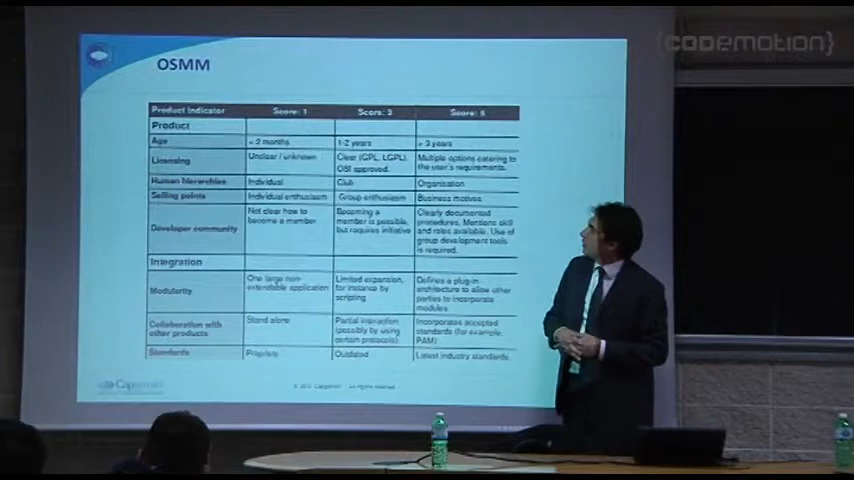 {codemotion}
OSMM
Product Indicator Score: 1 Score: 3 Score: 5
Product
Age < 2 months 1-2 years > 3 years
Licensing Unclear / unknown Clear (GPL, LGPL), Multiple options catering to
OSI approved. the user's requirements.
Human hierarchies Individual Club Organisation
Selling points Individual enthusiasm Group enthusiasm Business motives
Developer community Not clear how to Becoming a Clearly documented
become a member member is possible, procedures. Mentions skill
but requires initiative and roles available. Use of
group development tools
is required.
Integration
Modularity One large non- Limited expansion, Defines a plug-in
extendable application for instance by architecture to allow other
scripting parties to incorporate
modules.
Collaboration with Stand alone Partial interaction Incorporates accepted
other products (possibly by using standards (for example
certain protocols). PAM)
Standards Propriety Outdated Latest industry standards.
Capgemini
All rights reserved